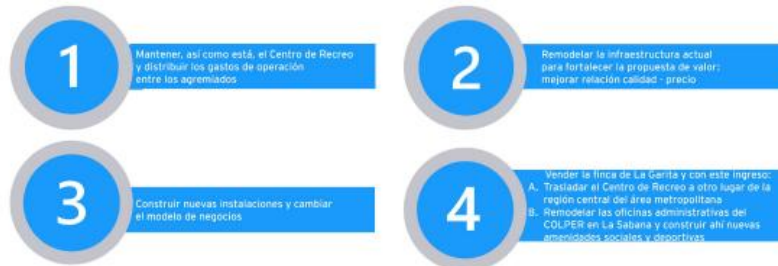 1
Mantener, así como está, el Centro de Recreo
y distribuir los gastos de operación
entre los agremiados
2
Remodelar la infraestructura actual
para fortalecer la propuesta de valor:
mejorar relación calidad - precio
3
Construir nuevas instalaciones y cambiar
el modelo de negocios
4
Vender la finca de La Garita y con este ingreso:
A. Trasladar el Centro de Recreo a otro lugar de la
región central del área metropolitana
B. Remodelar las oficinas administrativas del
COLPER en La Sabana y construir ahí nuevas
amenidades sociales y deportivas